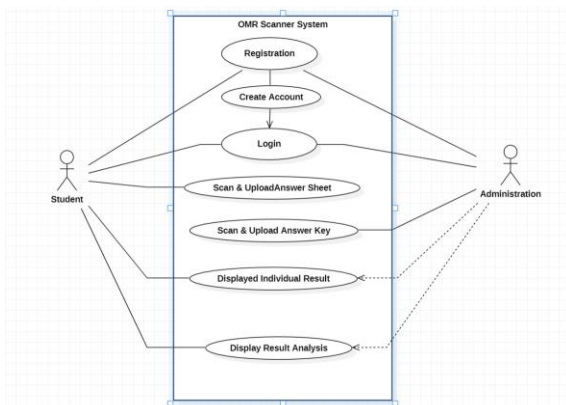 OMR Scanner System
Registration
Create Account
Login
Scan & UploadAnswer Sheet
Student
Administration
Scan & Upload Answer Key
Displayed Individual Result
Display Result Analysis